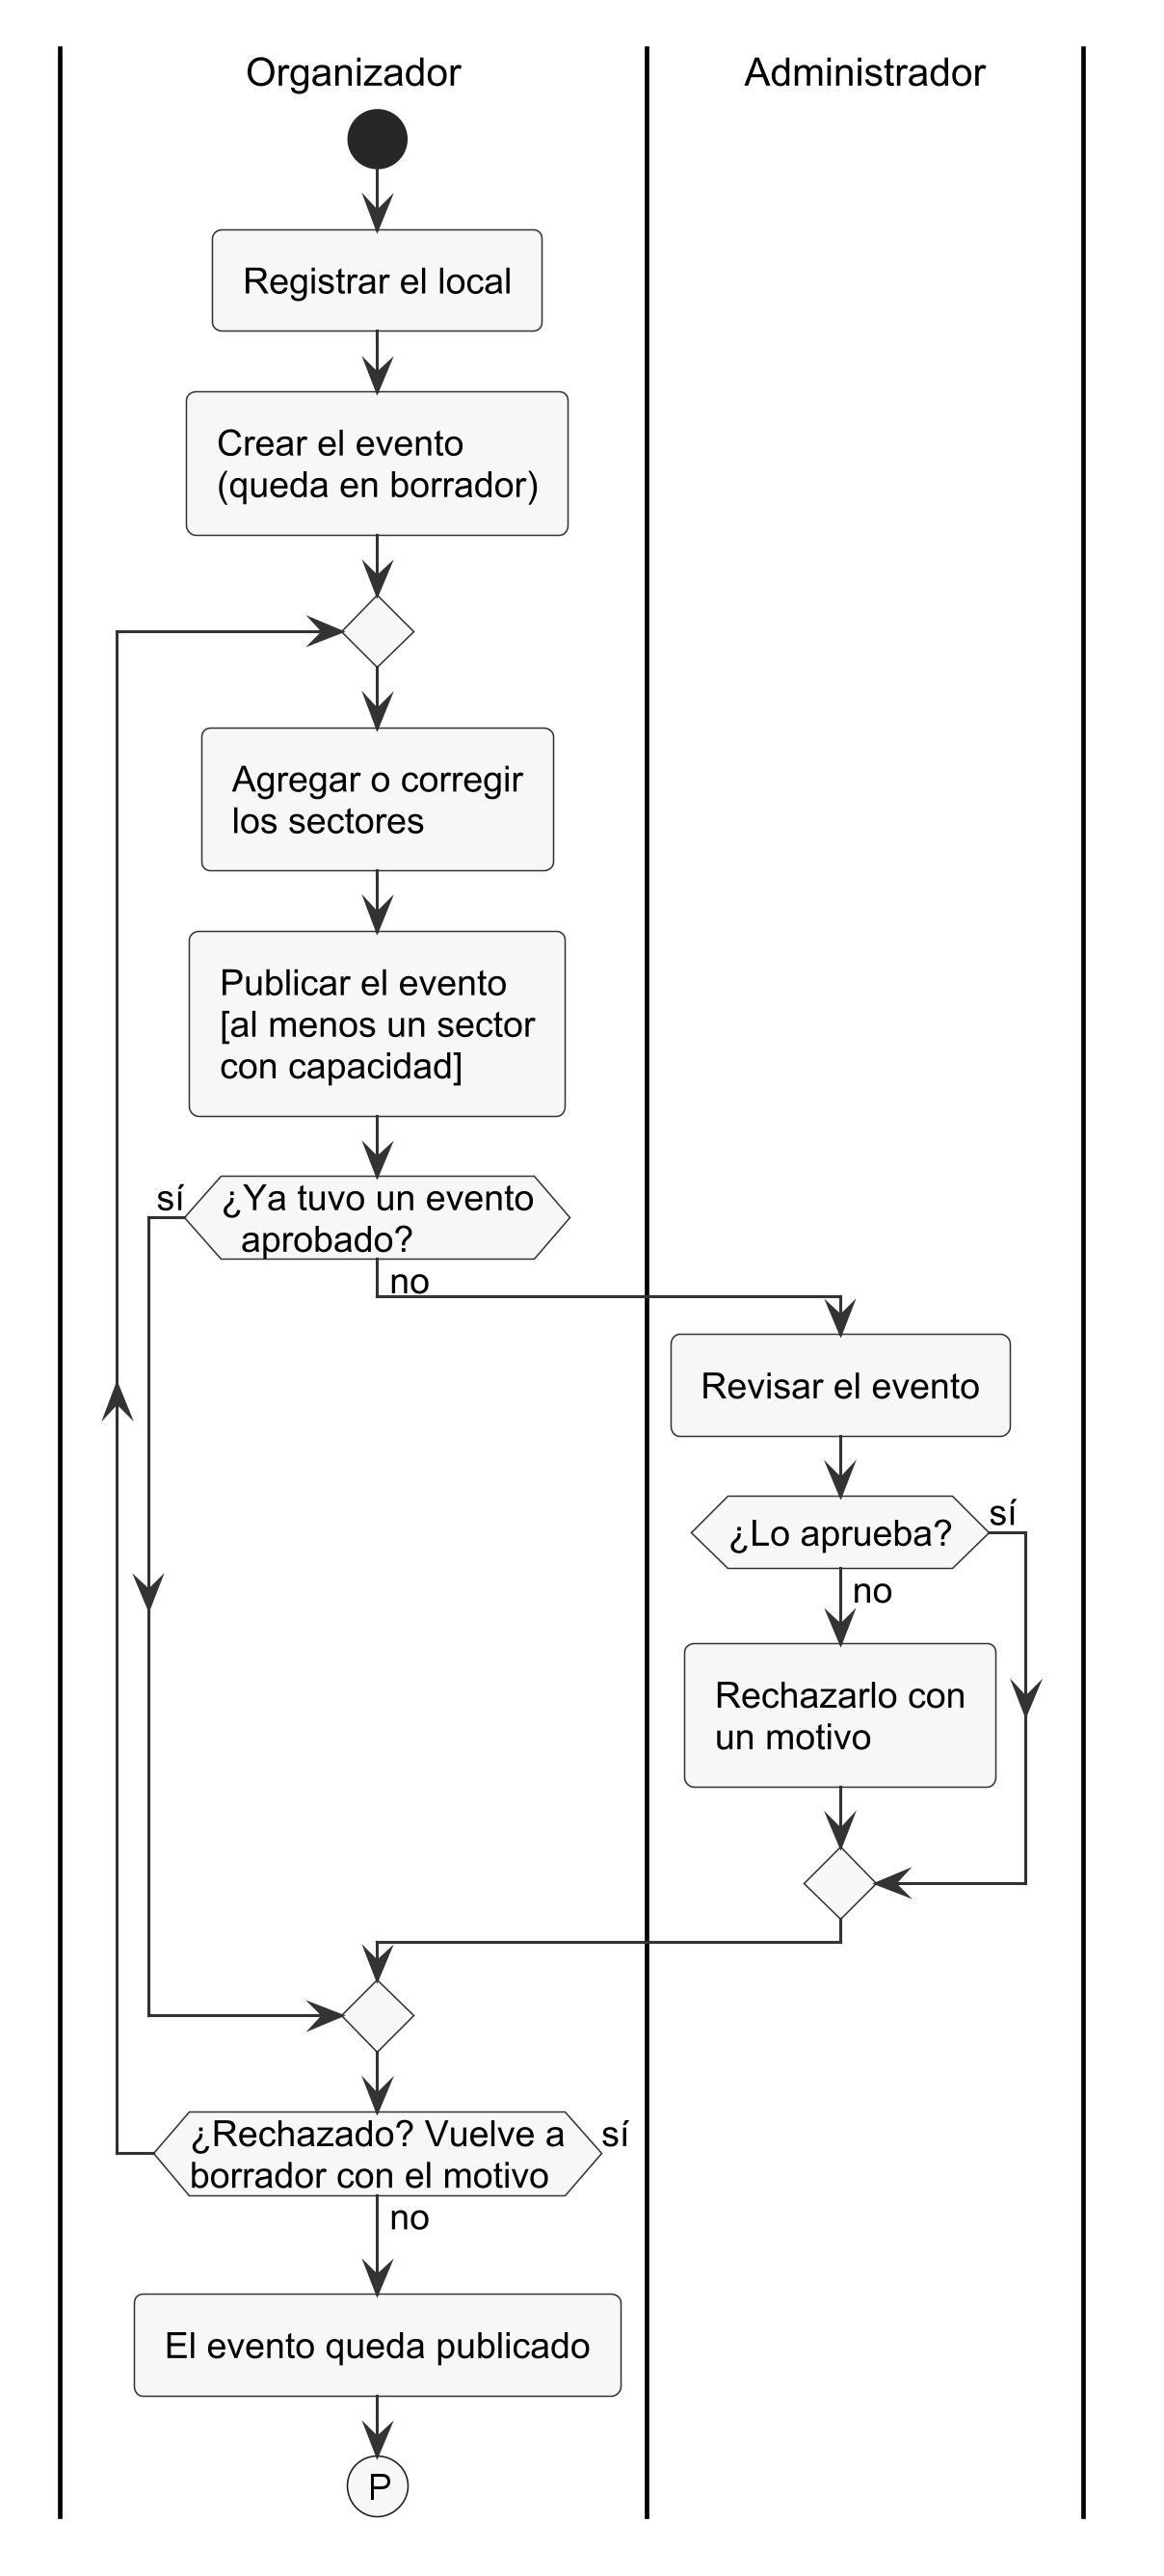 Organizador
Administrador
Registrar el local
Crear el evento
(queda en borrador)
Agregar o corregir
los sectores
Publicar el evento
[al menos un sector
con capacidad]
sí
¿Ya tuvo un evento
aprobado?
no
Revisar el evento
¿Lo aprueba?
sí
no
Rechazarlo con
un motivo
¿Rechazado? Vuelve a
borrador con el motivo
sí
no
El evento queda publicado
P